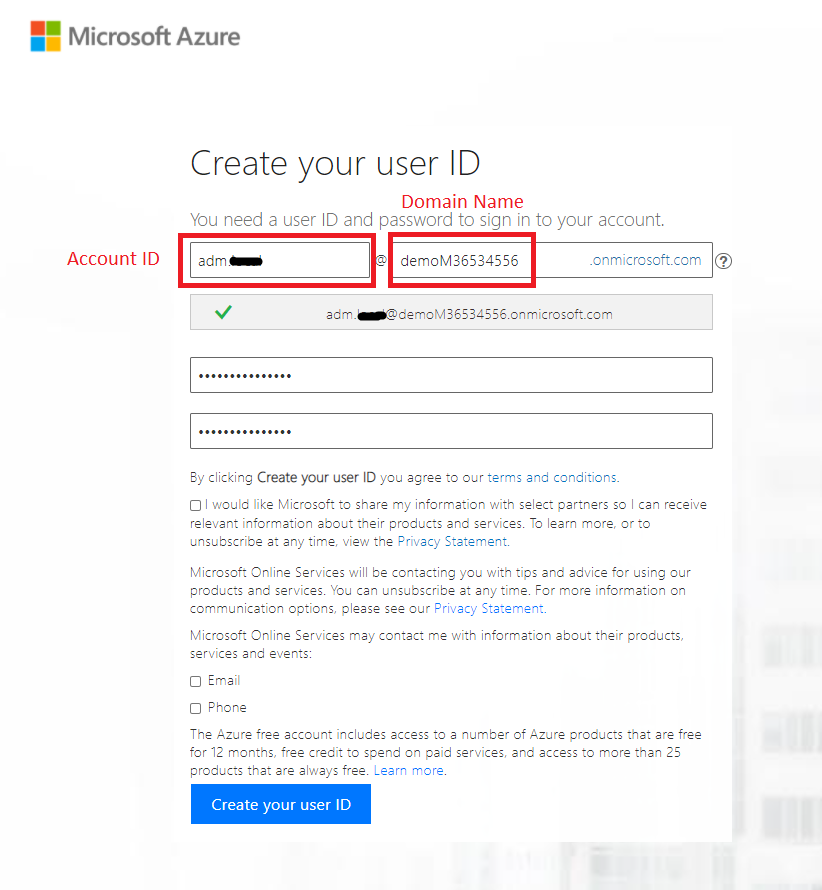 Microsoft Azure
Create your user ID
Domain Name
You need a user ID and password to sign in to your account.
Account ID
adm. @ demoM36534556 .onmicrosoft.com ?
adm. @demoM36534556.onmicrosoft.com
•••••••••••••••
•••••••••••••••
By clicking Create your user ID you agree to our terms and conditions.
I would like Microsoft to share my information with select partners so I can receive
relevant information about their products and services. To learn more, or to
unsubscribe at any time, view the Privacy Statement.
Microsoft Online Services will be contacting you with tips and advice for using our
products and services. You can unsubscribe at any time. For more information on
communication options, please see our Privacy Statement.
Microsoft Online Services may contact me with information about their products,
services and events:
Email
Phone
The Azure free account includes access to a number of Azure products that are free
for 12 months, free credit to spend on paid services, and access to more than 25
products that are always free. Learn more.
Create your user ID